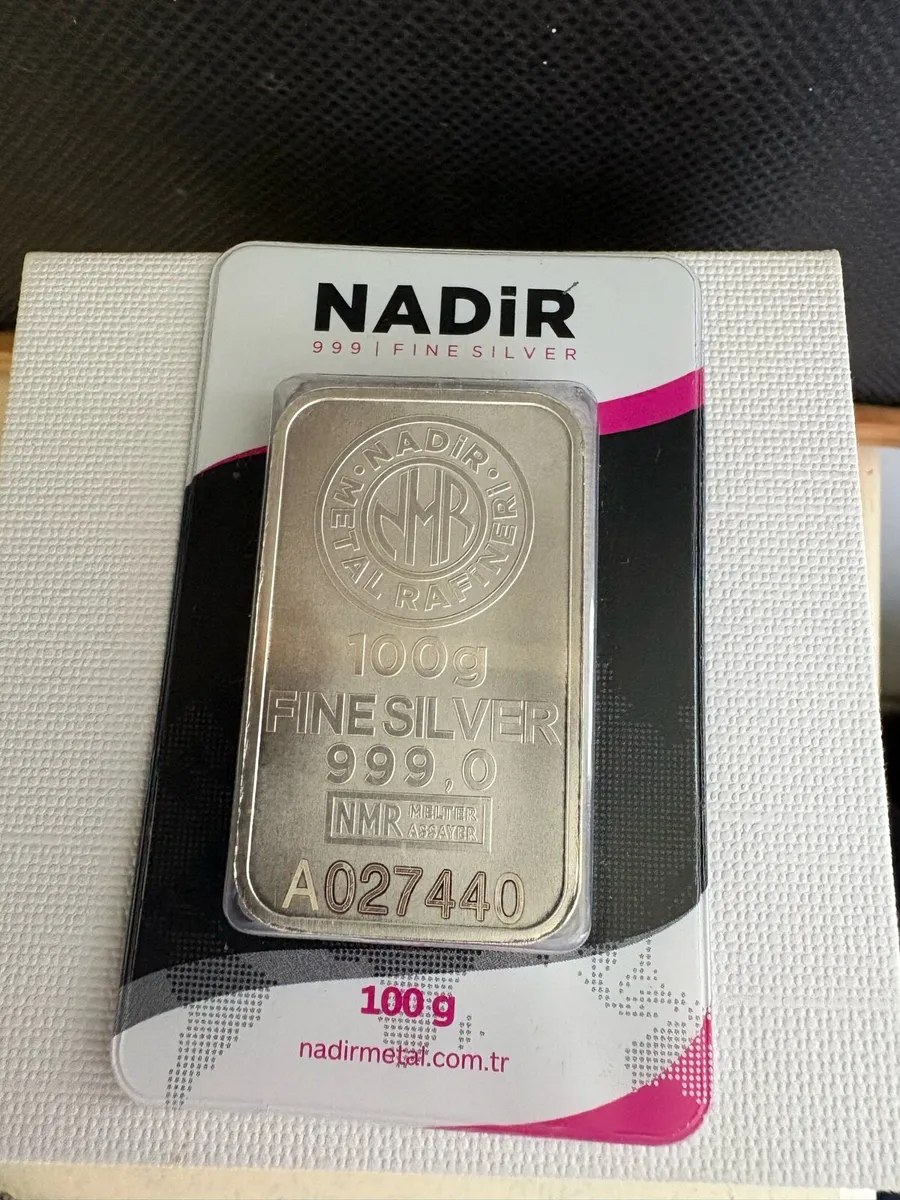 NADiR
999 | FINE SILVER
• NADiR •
METAL RAFiNERi
NMR
100g
FINE SILVER
999,0
NMR MELTER
ASSAYER
A027440
100 g
nadirmetal.com.tr